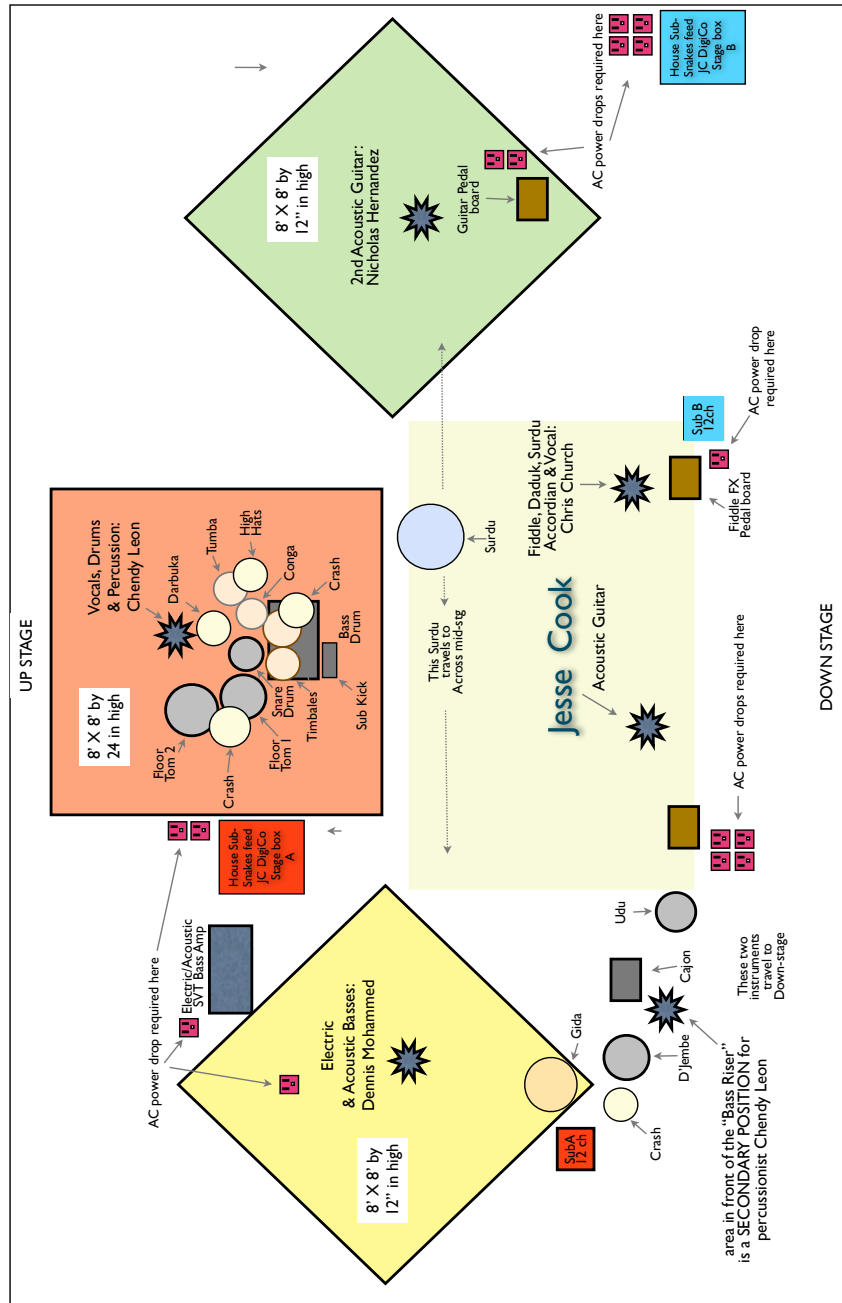 UP STAGE
AC power drop required here
Electric/Acoustic
SVT Bass Amp
House Sub-
Snakes feed
JC DigiCo
Stage box
A
8' X 8' by
24 in high
Vocals, Drums
& Percussion:
Chendy Leon
Floor
Tom 2
Crash
Floor
Tom 1
Snare
Drum
Timbales
Darbuka
Tumba
High
Hats
Conga
Crash
Bass
Drum
Sub Kick
8' X 8' by
12” in high
2nd Acoustic Guitar:
Nicholas Hernandez
Guitar Pedal
board
AC power drops required here
House Sub-
Snakes feed
JC DigiCo
Stage box
B
8' X 8' by
12” in high
Electric
& Acoustic Basses:
Dennis Mohammed
SubA
12 ch
Gida
Crash
D'Jembe
Cajon
Udu
area in front of the “Bass Riser”
is a SECONDARY POSITION for
percussionist Chendy Leon
These two
instruments
travel to
Down-stage
This Surdu
travels to
Across mid-stg
Surdu
Jesse Cook
Acoustic Guitar
Fiddle, Daduk, Surdu
Accordian & Vocal:
Chris Church
Sub B
12ch
Fiddle FX
Pedal board
AC power drop
required here
AC power drops required here
DOWN STAGE